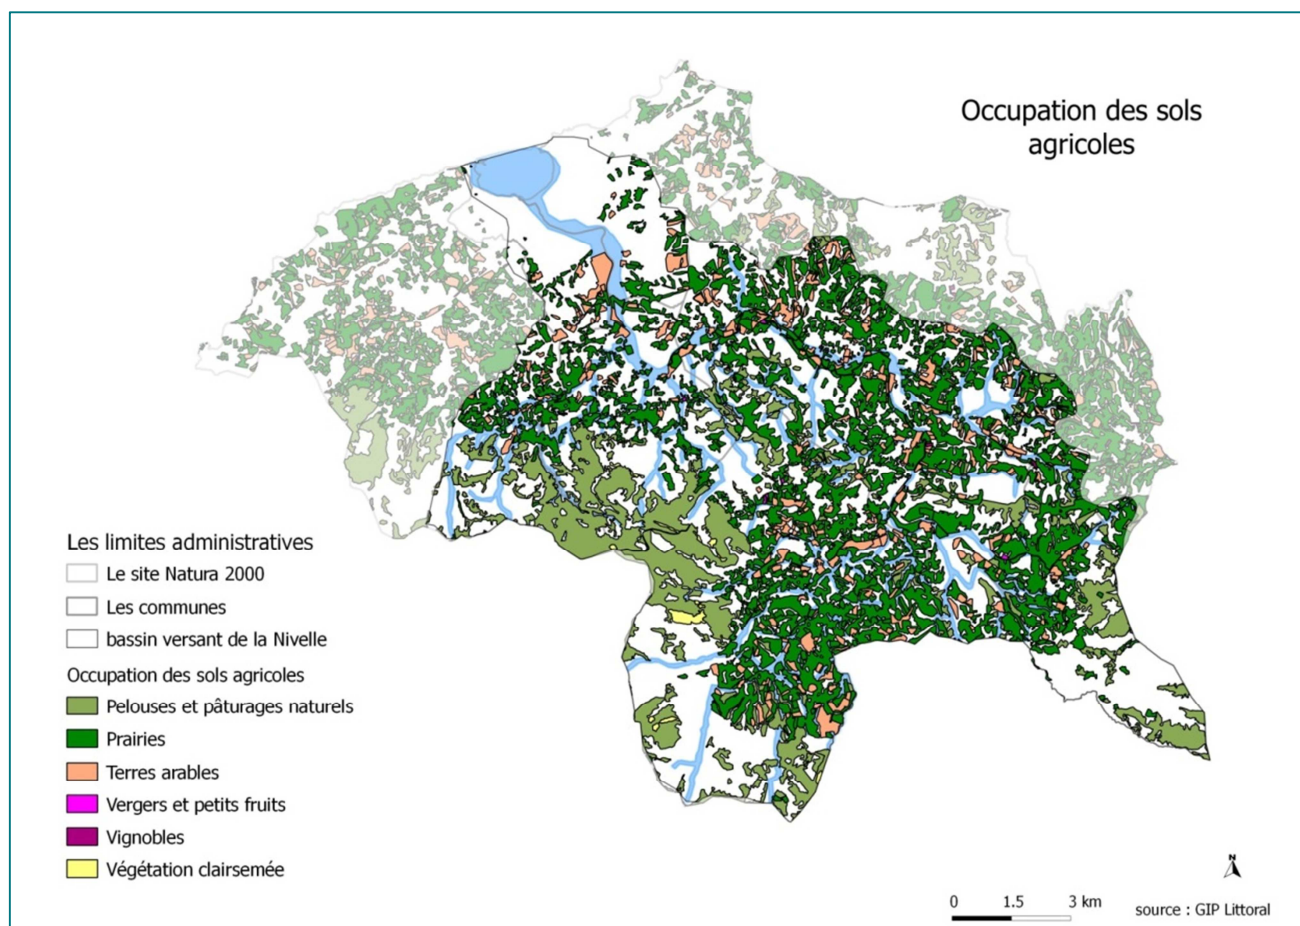 Occupation des sols
agricoles
Les limites administratives
Le site Natura 2000
Les communes
bassin versant de la Nivelle
Occupation des sols agricoles
Pelouses et pâturages naturels
Prairies
Terres arables
Vergers et petits fruits
Vignobles
Végétation clairsemée
N
0 1.5 3 km
source : GIP Littoral